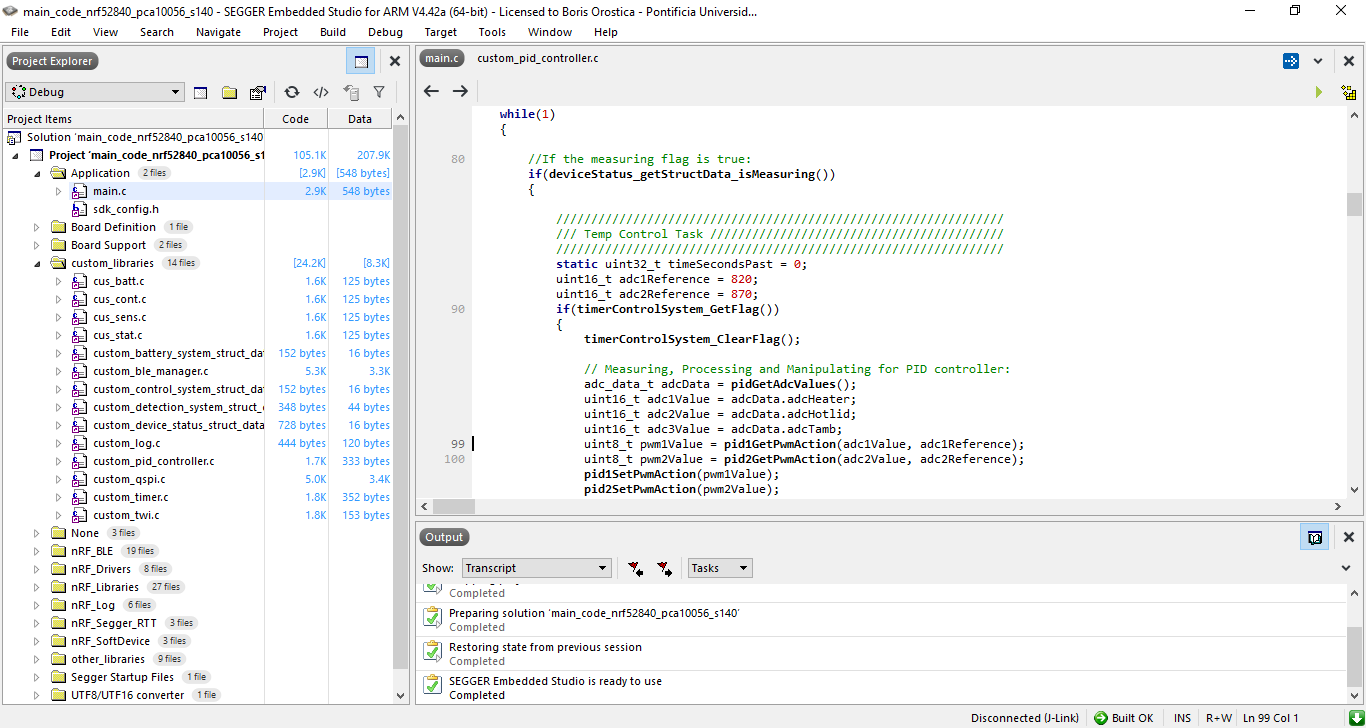 main_code_nrf52840_pca10056_s140 - SEGGER Embedded Studio for ARM V4.42a (64-bit) - Licensed to Boris Orostica - Pontificia Universid...
File Edit View Search Navigate Project Build Debug Target Tools Window Help
Project Explorer
Debug
Project Items Code Data
Solution 'main_code_nrf52840_pca10056_s140
Project 'main_code_nrf52840_pca10056_s1 105.1K 207.9K
Application 2 files [2.9K] [548 bytes]
main.c 2.9K 548 bytes
sdk_config.h
Board Definition 1 file
Board Support 2 files
custom_libraries 14 files [24.2K] [8.3K]
cus_batt.c 1.6K 125 bytes
cus_cont.c 1.6K 125 bytes
cus_sens.c 1.6K 125 bytes
cus_stat.c 1.6K 125 bytes
custom_battery_system_struct_da 152 bytes 16 bytes
custom_ble_manager.c 5.3K 3.3K
custom_control_system_struct_da 152 bytes 16 bytes
custom_detection_system_struct_ 348 bytes 44 bytes
custom_device_status_struct_data 728 bytes 16 bytes
custom_log.c 444 bytes 120 bytes
custom_pid_controller.c 1.7K 333 bytes
custom_qspi.c 5.0K 3.4K
custom_timer.c 1.8K 352 bytes
custom_twi.c 1.8K 153 bytes
None 3 files
nRF_BLE 19 files
nRF_Drivers 8 files
nRF_Libraries 27 files
nRF_Log 6 files
nRF_Segger_RTT 3 files
nRF_SoftDevice 3 files
other_libraries 9 files
Segger Startup Files 1 file
UTF8/UTF16 converter 1 file
main.c custom_pid_controller.c
while(1)
{
80 //If the measuring flag is true:
if(deviceStatus_getStructData_isMeasuring())
{
////////////////////////////////////////////////////////////////
/// Temp Control Task //////////////////////////////////////////
////////////////////////////////////////////////////////////////
static uint32_t timeSecondsPast = 0;
uint16_t adc1Reference = 820;
uint16_t adc2Reference = 870;
90 if(timerControlSystem_GetFlag())
{
timerControlSystem_ClearFlag();
// Measuring, Processing and Manipulating for PID controller:
adc_data_t adcData = pidGetAdcValues();
uint16_t adc1Value = adcData.adcHeater;
uint16_t adc2Value = adcData.adcHotlid;
uint16_t adc3Value = adcData.adcTamb;
99 uint8_t pwm1Value = pid1GetPwmAction(adc1Value, adc1Reference);
100 uint8_t pwm2Value = pid2GetPwmAction(adc2Value, adc2Reference);
pid1SetPwmAction(pwm1Value);
pid2SetPwmAction(pwm2Value);
Output
Show: Transcript Tasks
Completed
Preparing solution 'main_code_nrf52840_pca10056_s140'
Completed
Restoring state from previous session
Completed
SEGGER Embedded Studio is ready to use
Completed
Disconnected (J-Link) Built OK INS R+W Ln 99 Col 1